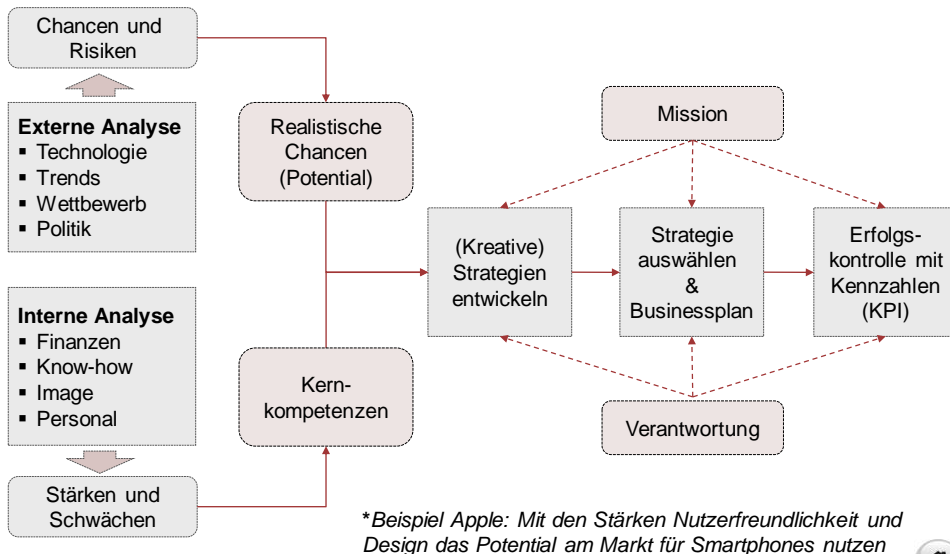 Chancen und
Risiken
Externe Analyse
▪ Technologie
▪ Trends
▪ Wettbewerb
▪ Politik
Interne Analyse
▪ Finanzen
▪ Know-how
▪ Image
▪ Personal
Stärken und
Schwächen
Realistische
Chancen
(Potential)
Kern-
kompetenzen
Mission
(Kreative)
Strategien
entwickeln
Strategie
auswählen
&
Businessplan
Erfolgs-
kontrolle mit
Kennzahlen
(KPI)
Verantwortung
*Beispiel Apple: Mit den Stärken Nutzerfreundlichkeit und
Design das Potential am Markt für Smartphones nutzen